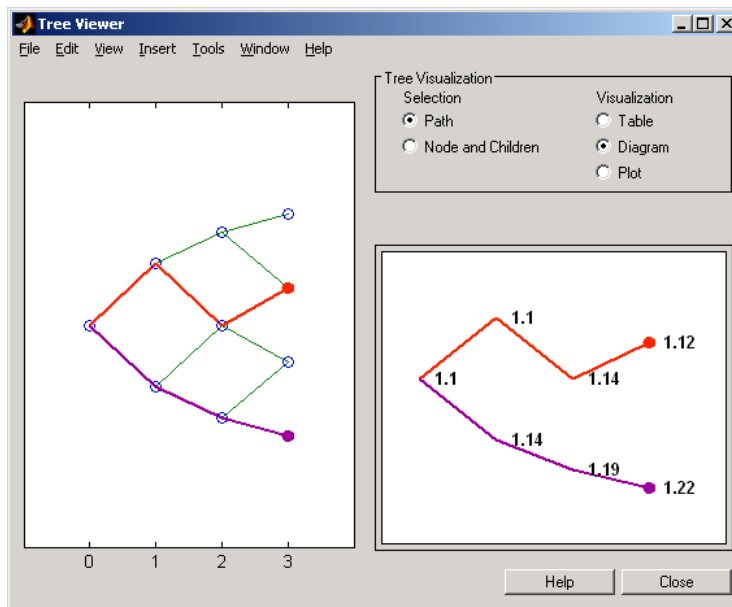 Tree Viewer
File Edit View Insert Tools Window Help
Tree Visualization
Selection
Path
Node and Children
Visualization
Table
Diagram
Plot
0 1 2 3
1.1
1.12
1.1
1.14
1.14
1.19
1.22
Help Close